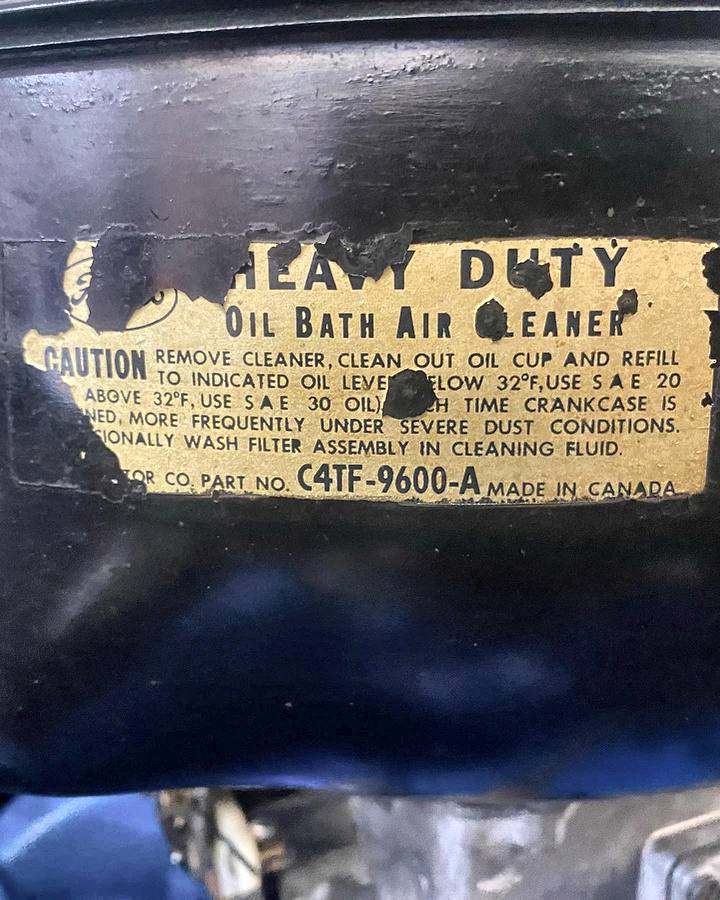 HEAVY DUTY
OIL BATH AIR CLEANER
CAUTION REMOVE CLEANER, CLEAN OUT OIL CUP AND REFILL
TO INDICATED OIL LEVEL 32°F, USE S A E 20
ABOVE 32°F, USE S A E 30 OIL), TIME CRANKCASE IS
MORE FREQUENTLY UNDER SEVERE DUST CONDITIONS.
WASH FILTER ASSEMBLY IN CLEANING FLUID.
CO. PART NO. C4TF-9600-A MADE IN CANADA